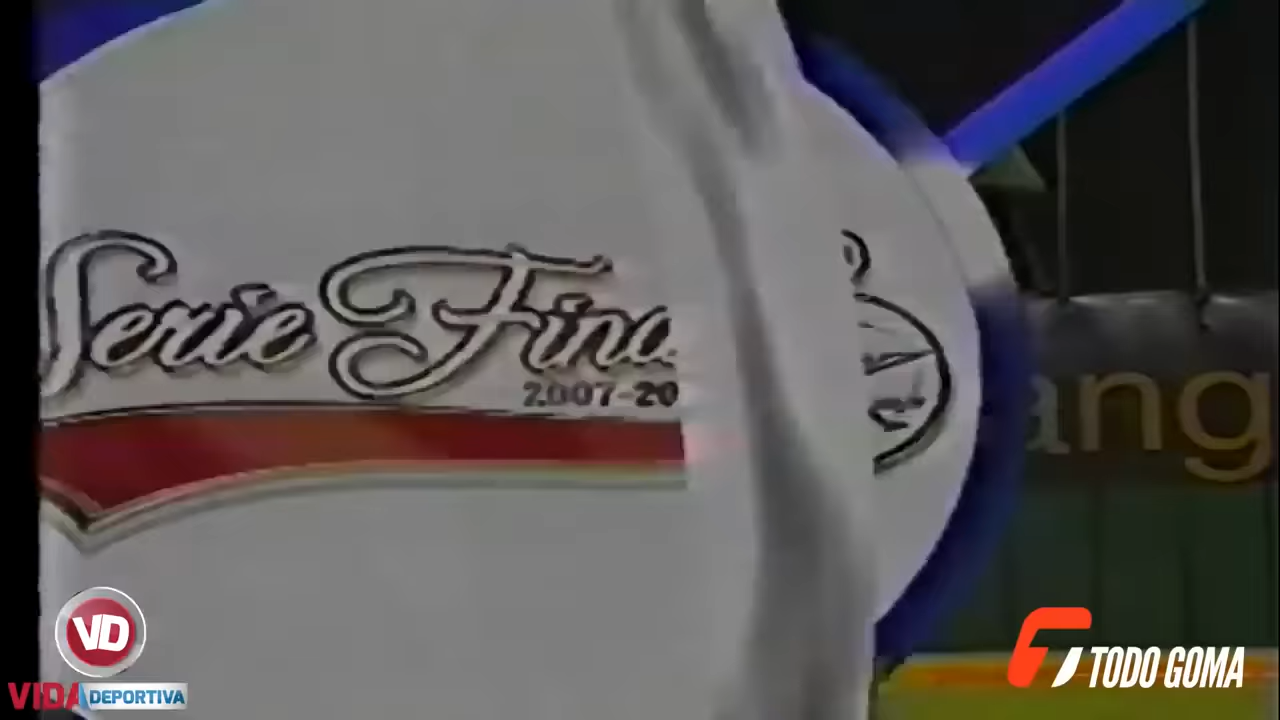 Serie Fina
2007-20
ang
VD
VIDA DEPORTIVA
TODO GOMA